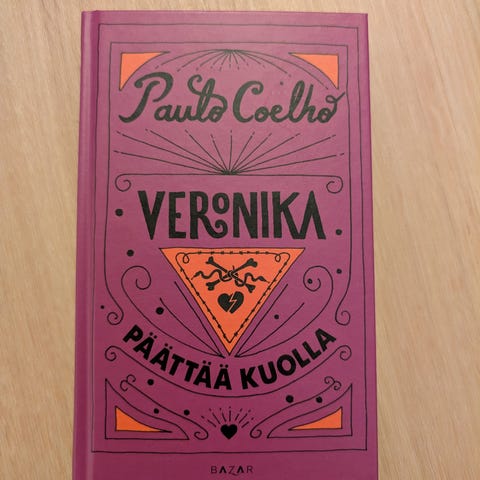 Paulo Coelho
VERONIKA
PÄÄTTÄÄ KUOLLA
BAZAR